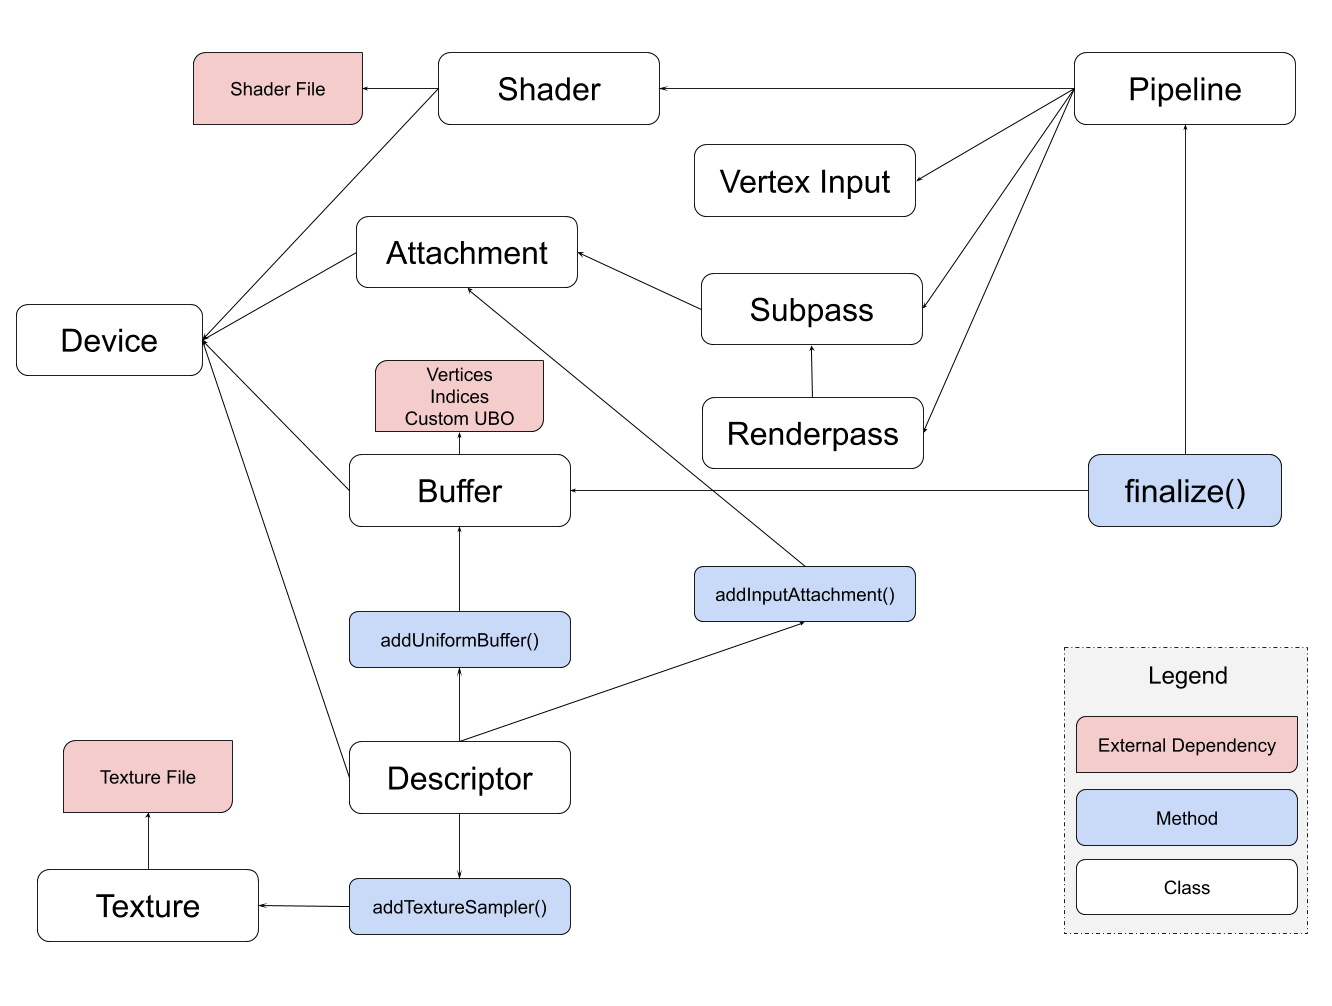 Shader File
Shader
Pipeline
Vertex Input
Attachment
Subpass
Device
Vertices
Indices
Custom UBO
Renderpass
Buffer
finalize()
addInputAttachment()
addUniformBuffer()
Legend
External Dependency
Texture File
Descriptor
Method
Class
Texture
addTextureSampler()